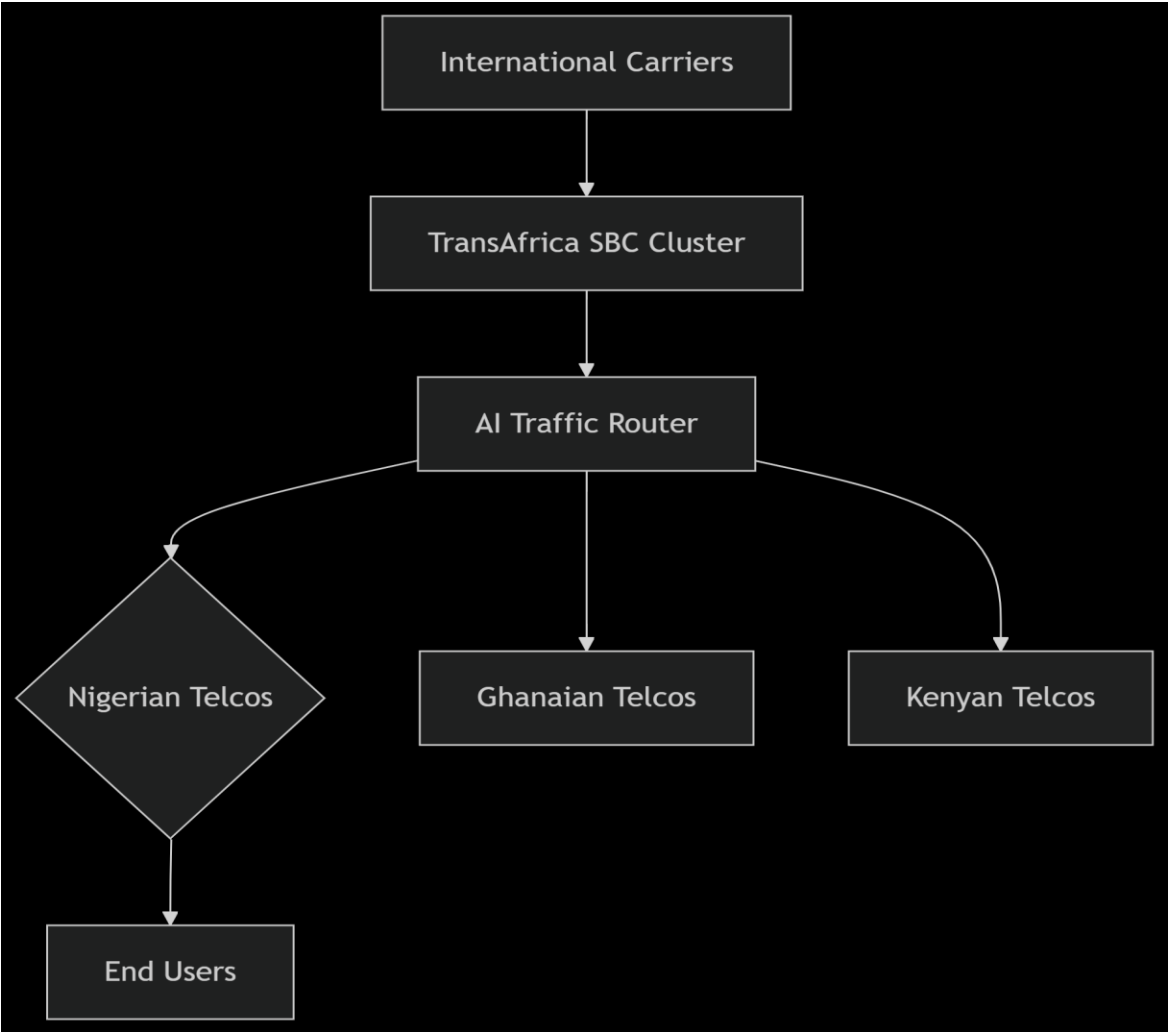 International Carriers
TransAfrica SBC Cluster
AI Traffic Router
Nigerian Telcos
Ghanaian Telcos
Kenyan Telcos
End Users